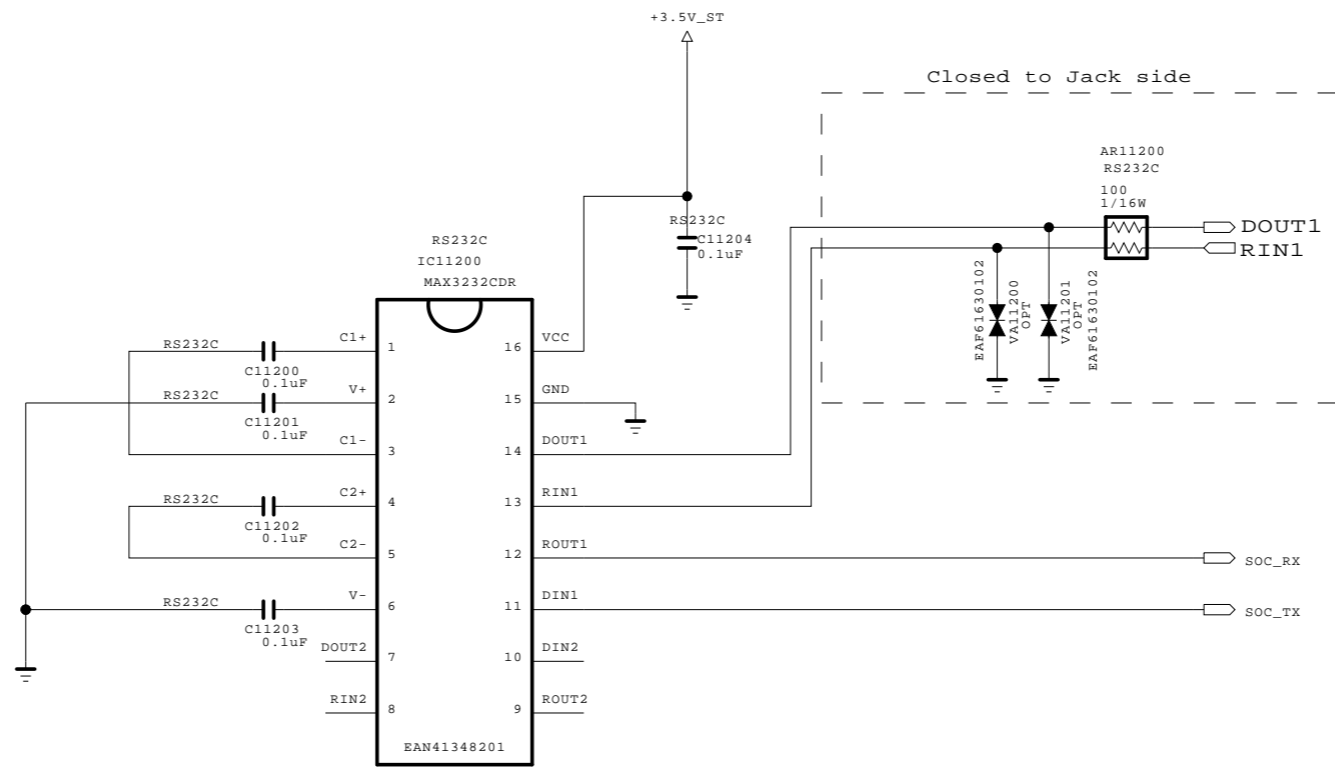 +3.5V_ST
Closed to Jack side
AR11200
RS232C
100
1/16W
DOUT1
RIN1
RS232C
C11204
0.1uF
EAF61630102
VA11200
OPT
VA11201
OPT
EAF61630102
RS232C
IC11200
MAX3232CDR
RS232C
C11200
0.1uF
C1+
1
16
VCC
RS232C
C11201
0.1uF
V+
2
15
GND
C1-
3
14
DOUT1
RS232C
C11202
0.1uF
C2+
4
13
RIN1
C2-
5
12
ROUT1
SOC_RX
RS232C
C11203
0.1uF
V-
6
11
DIN1
SOC_TX
DOUT2
7
10
DIN2
RIN2
8
9
ROUT2
EAN41348201